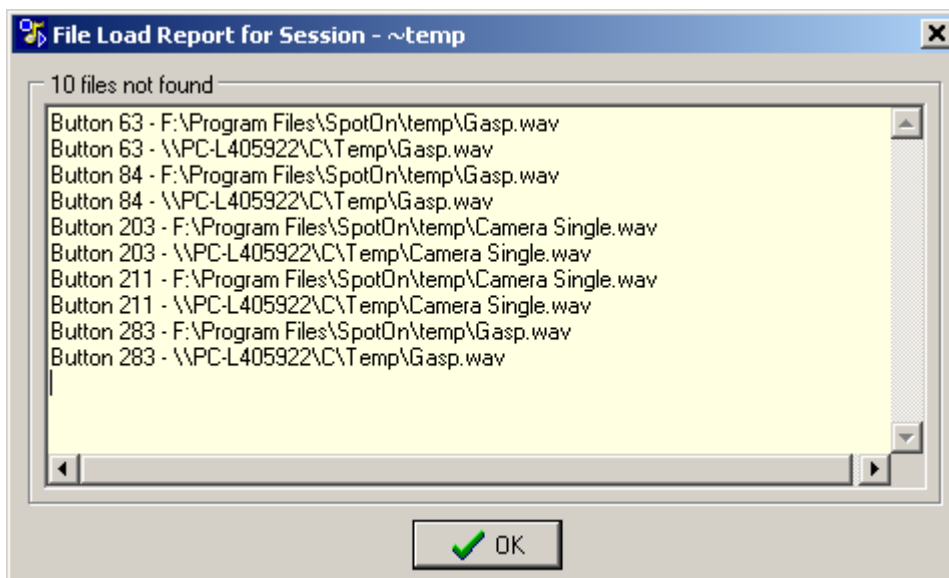 File Load Report for Session - ~temp
10 files not found
Button 63 - F:\Program Files\SpotOn\temp\Gasp.wav
Button 63 - \\PC-L405922\C\Temp\Gasp.wav
Button 84 - F:\Program Files\SpotOn\temp\Gasp.wav
Button 84 - \\PC-L405922\C\Temp\Gasp.wav
Button 203 - F:\Program Files\SpotOn\temp\Camera Single.wav
Button 203 - \\PC-L405922\C\Temp\Camera Single.wav
Button 211 - F:\Program Files\SpotOn\temp\Camera Single.wav
Button 211 - \\PC-L405922\C\Temp\Camera Single.wav
Button 283 - F:\Program Files\SpotOn\temp\Gasp.wav
Button 283 - \\PC-L405922\C\Temp\Gasp.wav
OK